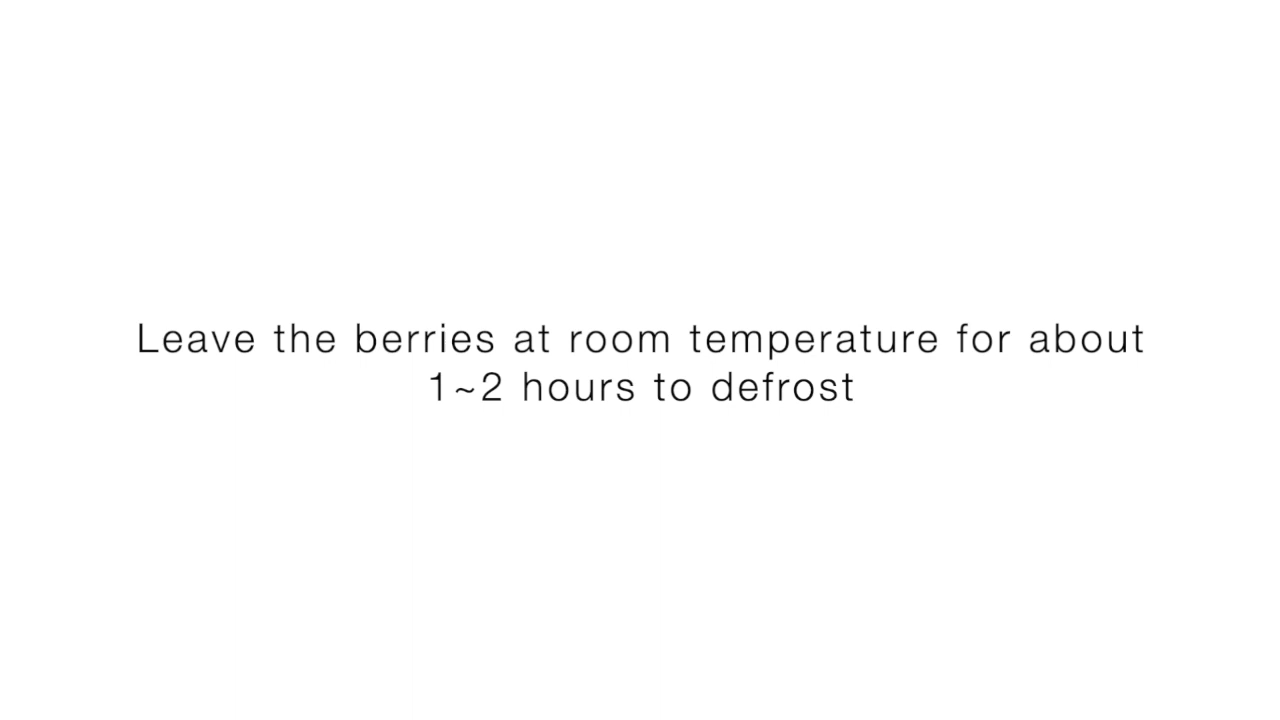 Leave the berries at room temperature for about
1~2 hours to defrost